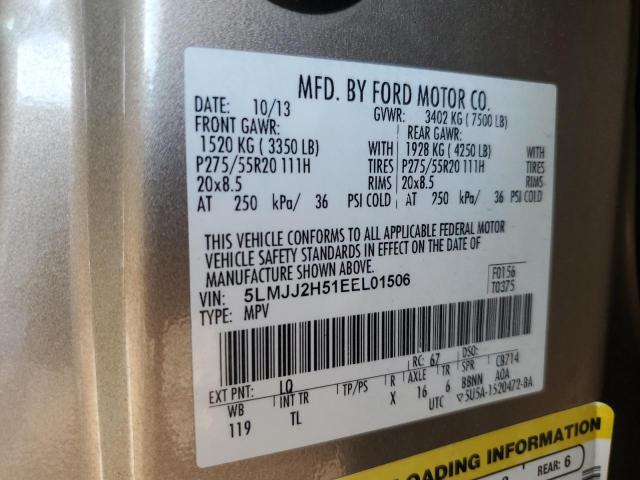 MFD. BY FORD MOTOR CO.
DATE: 10/13 GVWR: 3402 KG ( 7500 LB)
FRONT GAWR: REAR GAWR:
1520 KG ( 3350 LB) WITH 1928 KG ( 4250 LB) WITH
P275/55R20 111H TIRES P275/55R20 111H TIRES
20x8.5 RIMS 20x8.5 RIMS
AT 250 kPa/ 36 PSI COLD AT 250 kPa/ 36 PSI COLD
THIS VEHICLE CONFORMS TO ALL APPLICABLE FEDERAL MOTOR
VEHICLE SAFETY STANDARDS IN EFFECT ON THE DATE OF
MANUFACTURE SHOWN ABOVE.
VIN: 5LMJJ2H51EEL01506 F0156
TYPE: MPV T0375
RC: 67 DSO:
EXT PNT: LQ R AXLE TR SPR CB714
WB INT TR TP/PS X 16 6 BBNN A0A
119 TL UTC ▽5U5A-1520472-BA
LOADING INFORMATION
REAR: 6